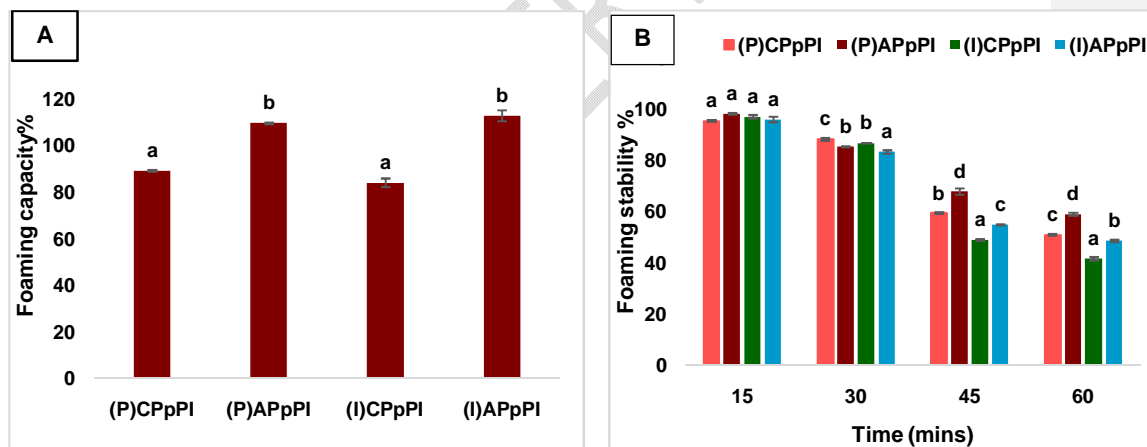 A
Foaming capacity%
120
100
80
60
40
20
0
a
b
a
b
(P)CPpPI
(P)APpPI
(I)CPpPI
(I)APpPI
B
(P)CPpPI (P)APpPI (I)CPpPI (I)APpPI
Foaming stability %
100
80
60
40
20
0
a a a a
c b b a
b d a c
c d a b
15 30 45 60
Time (mins)